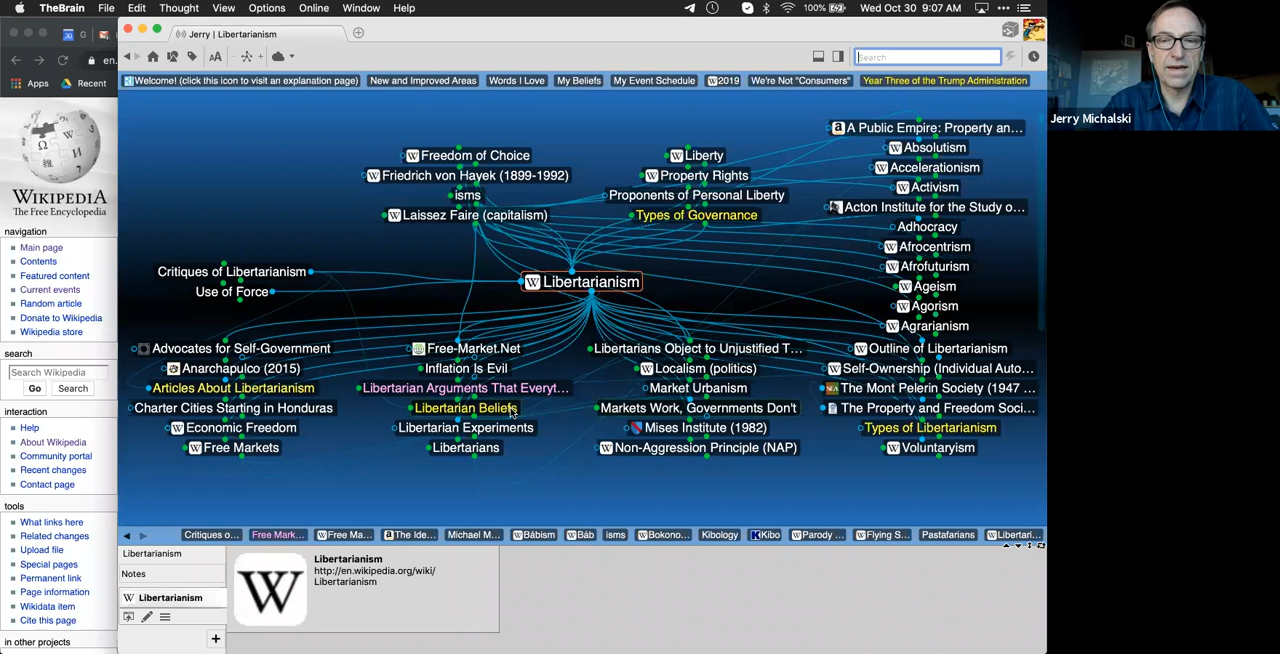 TheBrain File Edit Thought View Options Online Window Help 100% Wed Oct 30 9:07 AM
Jerry | Libertarianism
G
en.
Search
Apps Recent
Welcome! (click this icon to visit an explanation page) New and Improved Areas Words I Love My Beliefs My Event Schedule 2019 We're Not "Consumers" Year Three of the Trump Administration
Jerry Michalski
WIKIPEDIA
The Free Encyclopedia
navigation
Main page
Contents
Featured content
Current events
Random article
Donate to Wikipedia
Wikipedia store
search
Search Wikipedia
Go Search
interaction
Help
About Wikipedia
Community portal
Recent changes
Contact page
tools
What links here
Related changes
Upload file
Special pages
Permanent link
Page information
Wikidata item
Cite this page
in other projects
Freedom of Choice
Friedrich von Hayek (1899-1992)
isms
Laissez Faire (capitalism)
Liberty
Property Rights
Proponents of Personal Liberty
Types of Governance
A Public Empire: Property an...
Absolutism
Accelerationism
Activism
Acton Institute for the Study o...
Adhocracy
Afrocentrism
Afrofuturism
Ageism
Agorism
Agrarianism
Critiques of Libertarianism
Use of Force
Libertarianism
Advocates for Self-Government
Anarchapulco (2015)
Articles About Libertarianism
Charter Cities Starting in Honduras
Economic Freedom
Free Markets
Free-Market.Net
Inflation Is Evil
Libertarian Arguments That Everyt...
Libertarian Beliefs
Libertarian Experiments
Libertarians
Libertarians Object to Unjustified T...
Localism (politics)
Market Urbanism
Markets Work, Governments Don't
Mises Institute (1982)
Non-Aggression Principle (NAP)
Outline of Libertarianism
Self-Ownership (Individual Auto...
The Mont Pelerin Society (1947 ...
The Property and Freedom Soci...
Types of Libertarianism
Voluntaryism
Critiques o... Free Mark... Free Ma... The Ide... Michael M... Bábism Báb isms Bokono... Kibology Kibo Parody ... Flying S... Pastafarians Libertari...
Libertarianism
Notes
Libertarianism
W
Libertarianism
http://en.wikipedia.org/wiki/
Libertarianism